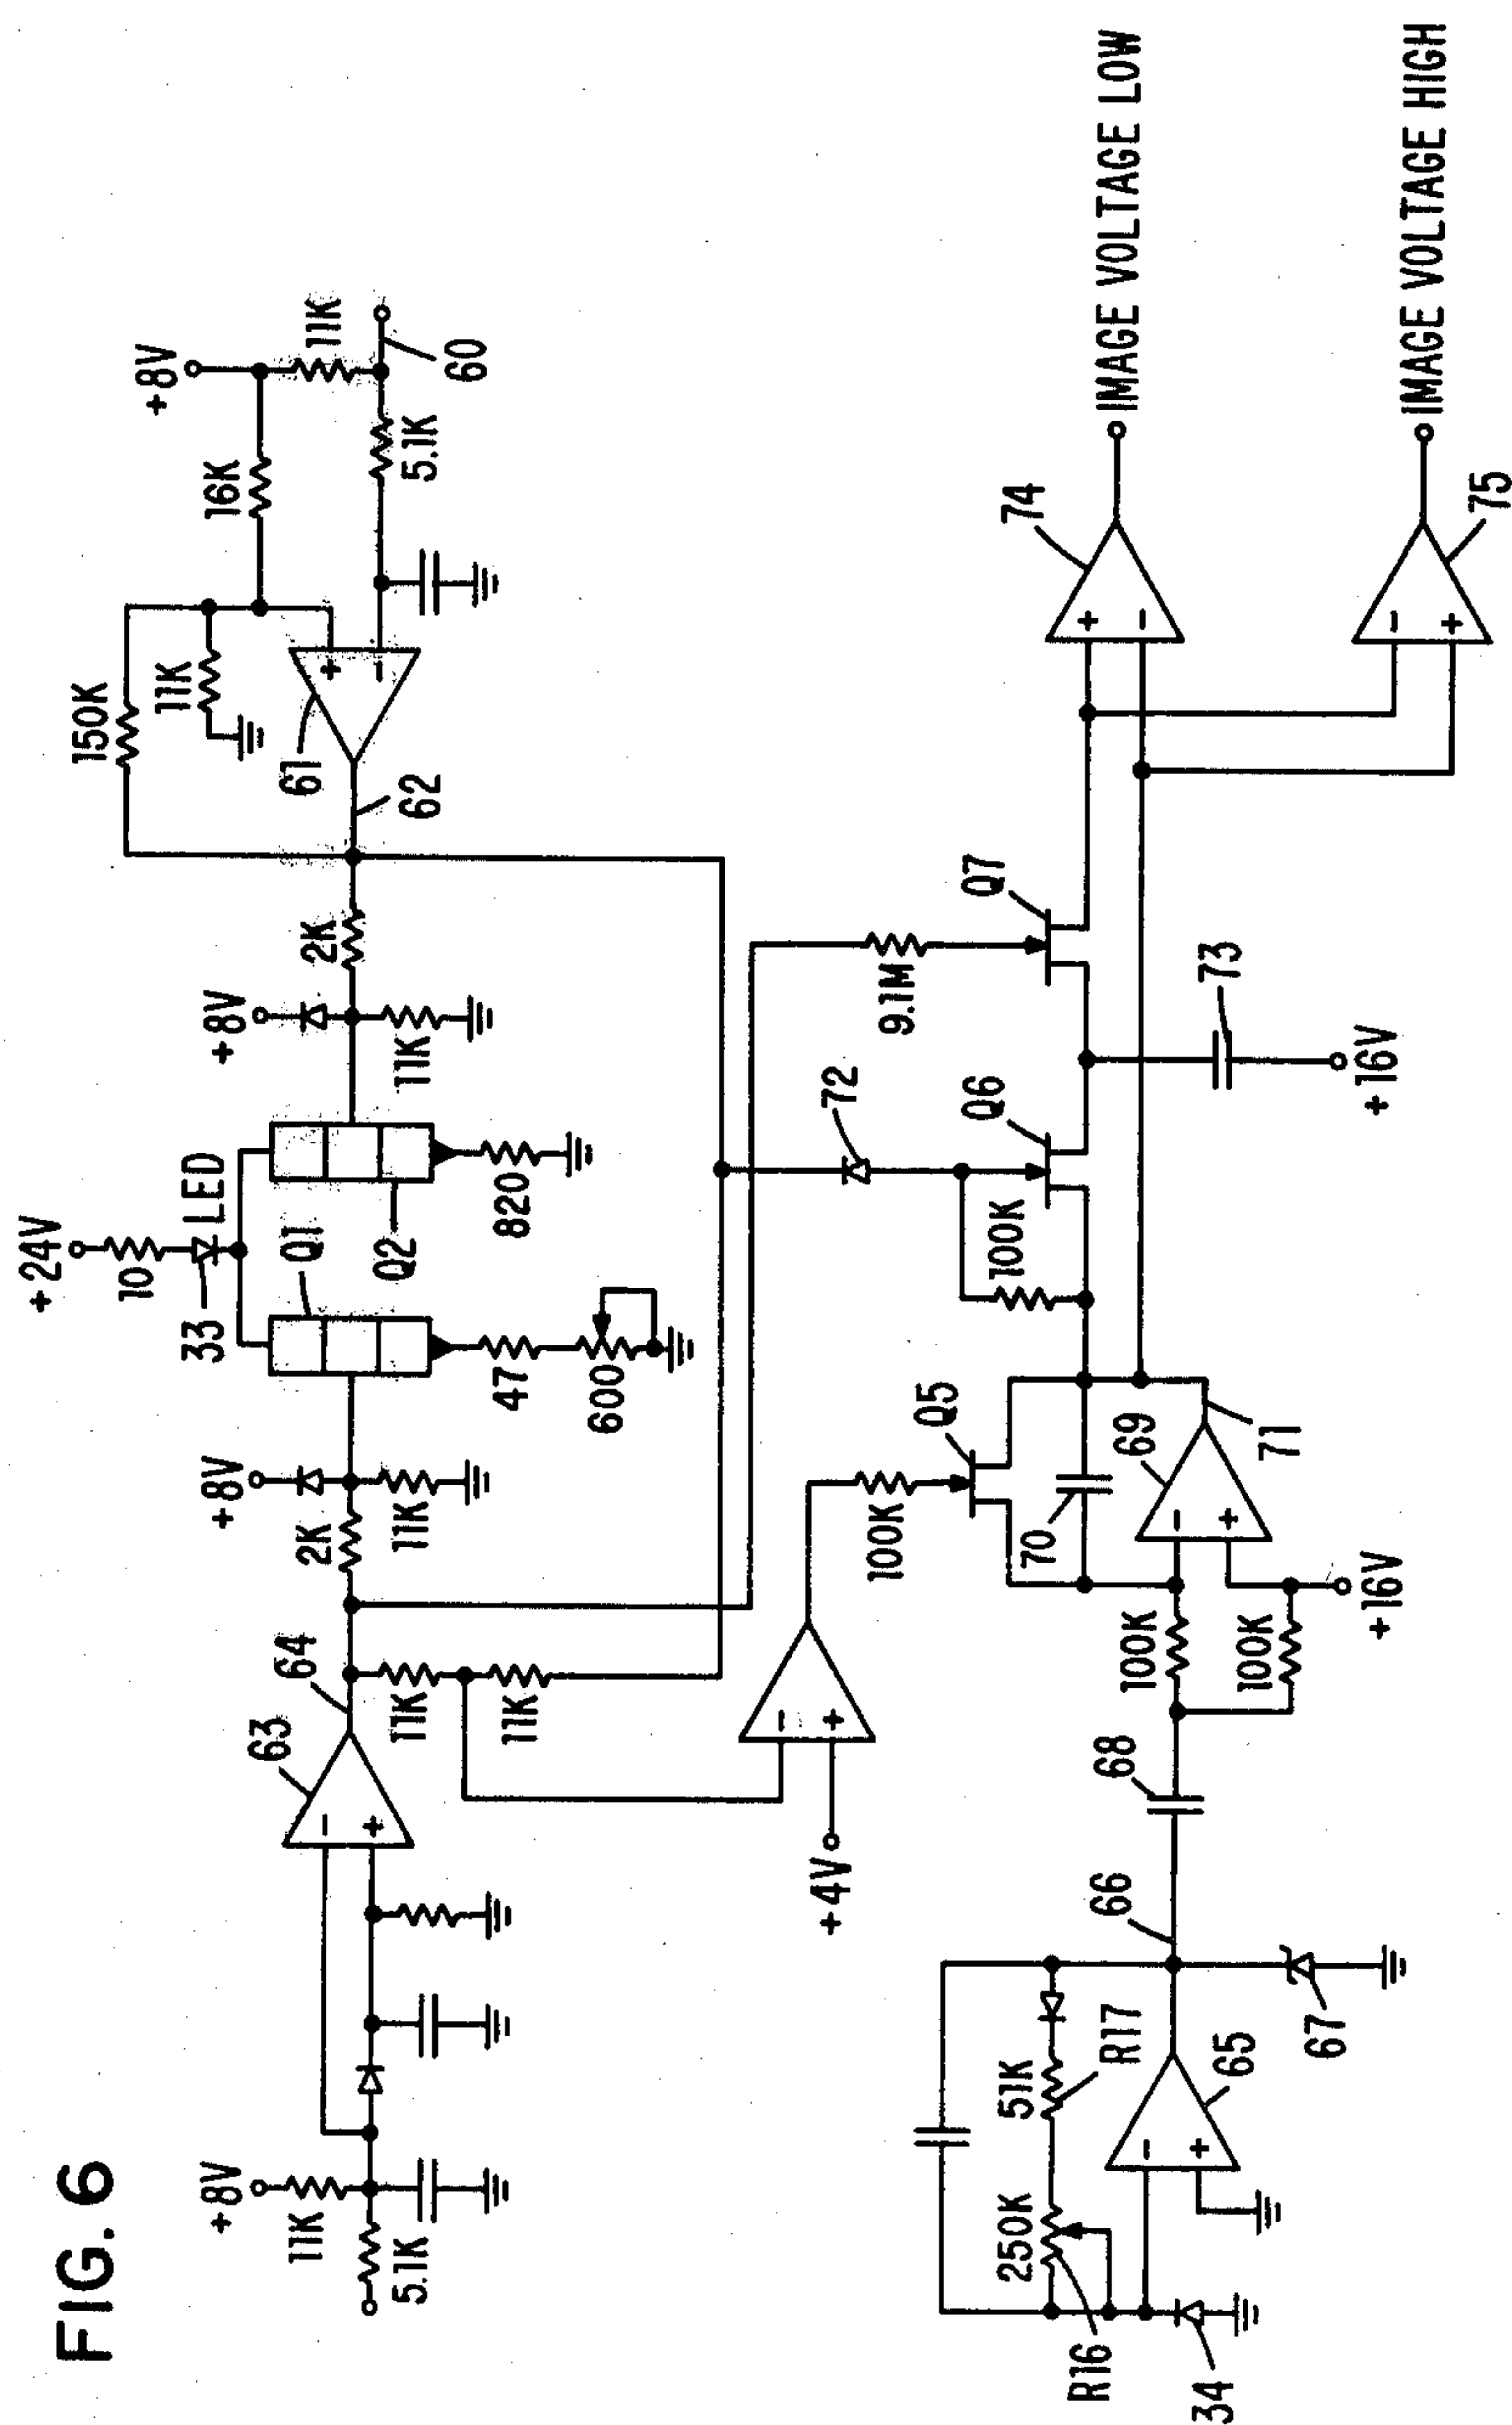 FIG. 6
+24V
10
33
LED
Q1
Q2
47
600
820
+8V
11K
5.1K
63
64
2K
+8V
11K
11K
11K
+8V
11K
2K
62
61
150K
11K
16K
+8V
11K
5.1K
60
+4V
100K
Q5
70
69
71
100K
100K
+16V
68
66
67
65
51K
R17
250K
R16
34
72
100K
Q6
9.1M
Q7
73
+16V
74
75
+
-
IMAGE VOLTAGE LOW
IMAGE VOLTAGE HIGH